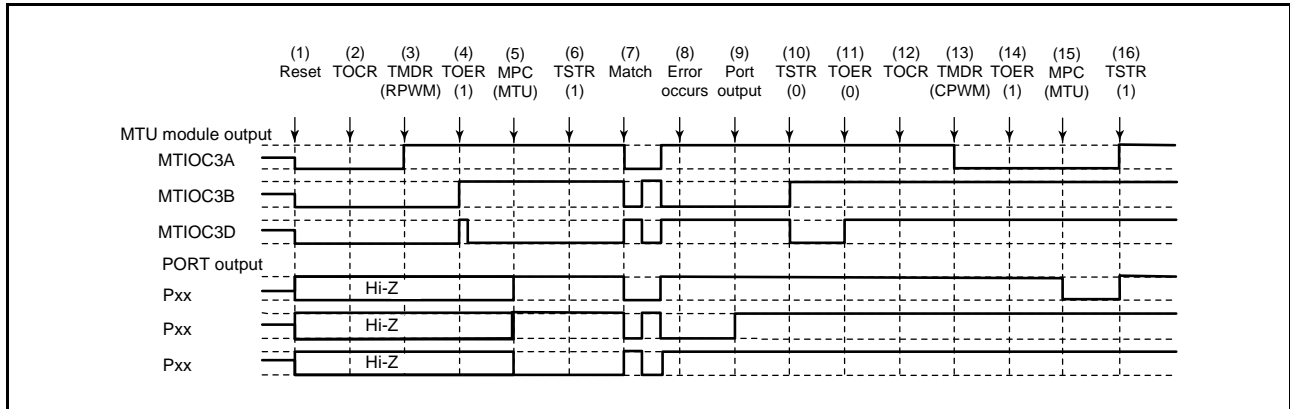 (1) (2) (3) (4) (5) (6) (7) (8) (9) (10) (11) (12) (13) (14) (15) (16)
Reset TOCR TMDR TOER MPC TSTR Match Error Port TSTR TOER TOCR TMDR TOER MPC TSTR
(RPWM) (1) (MTU) (1) occurs output (0) (0) (CPWM) (1) (MTU) (1)
MTU module output
MTIOC3A
MTIOC3B
MTIOC3D
PORT output
Pxx Hi-Z
Pxx Hi-Z
Pxx Hi-Z